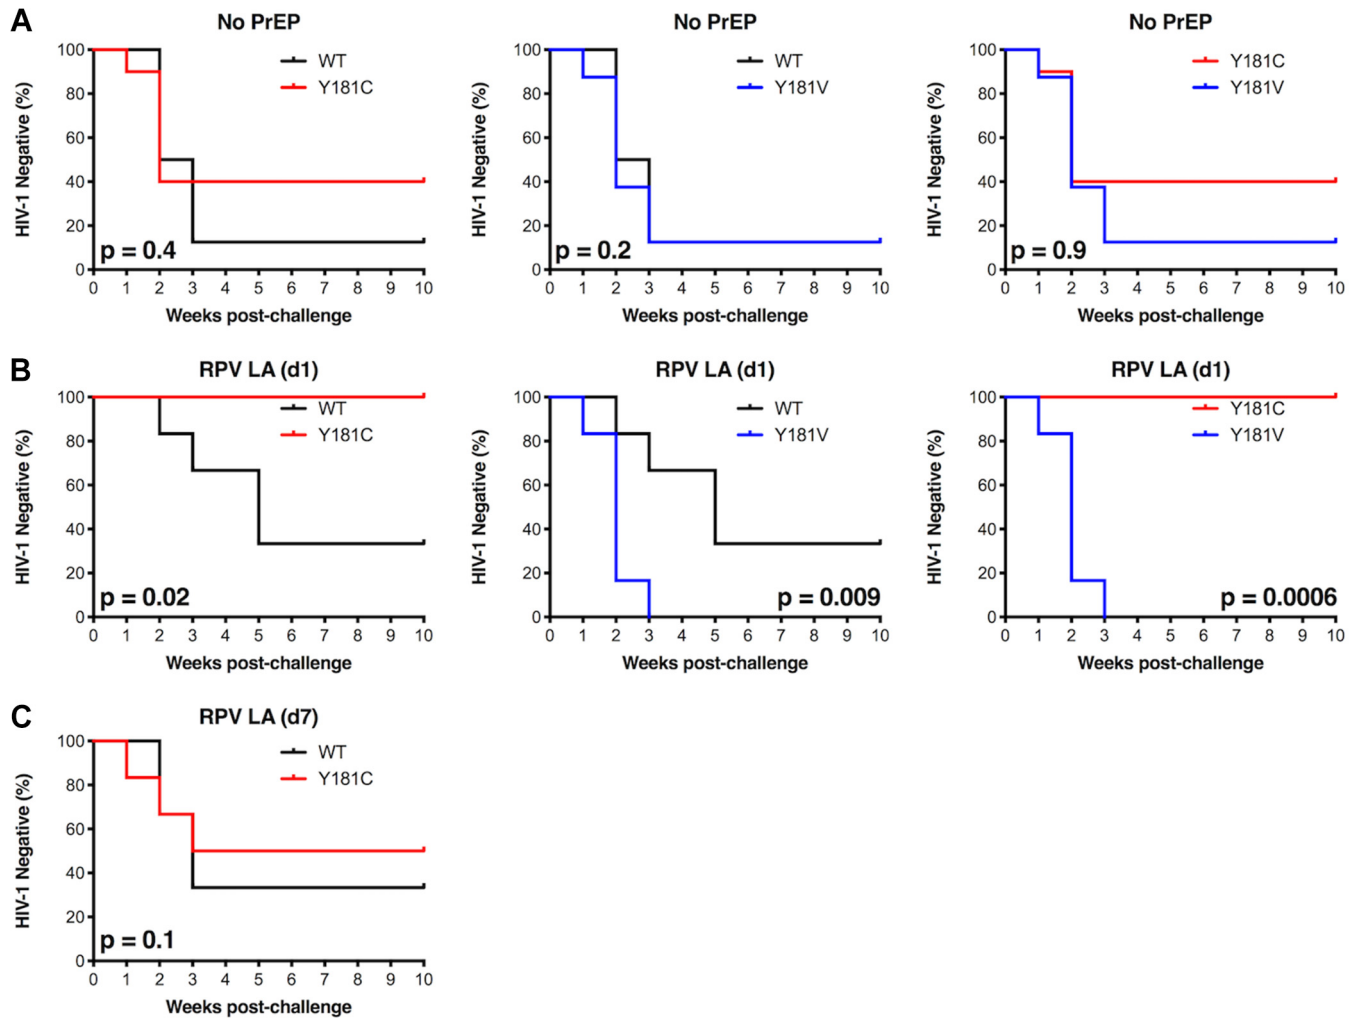 A
No PrEP
HIV-1 Negative (%)
100
80
60
40
20
0
WT
Y181C
p = 0.4
0 1 2 3 4 5 6 7 8 9 10
Weeks post-challenge
No PrEP
HIV-1 Negative (%)
100
80
60
40
20
0
WT
Y181V
p = 0.2
0 1 2 3 4 5 6 7 8 9 10
Weeks post-challenge
No PrEP
HIV-1 Negative (%)
100
80
60
40
20
0
Y181C
Y181V
p = 0.9
0 1 2 3 4 5 6 7 8 9 10
Weeks post-challenge
B
RPV LA (d1)
HIV-1 Negative (%)
100
80
60
40
20
0
WT
Y181C
p = 0.02
0 1 2 3 4 5 6 7 8 9 10
Weeks post-challenge
RPV LA (d1)
HIV-1 Negative (%)
100
80
60
40
20
0
WT
Y181V
p = 0.009
0 1 2 3 4 5 6 7 8 9 10
Weeks post-challenge
RPV LA (d1)
HIV-1 Negative (%)
100
80
60
40
20
0
Y181C
Y181V
p = 0.0006
0 1 2 3 4 5 6 7 8 9 10
Weeks post-challenge
C
RPV LA (d7)
HIV-1 Negative (%)
100
80
60
40
20
0
WT
Y181C
p = 0.1
0 1 2 3 4 5 6 7 8 9 10
Weeks post-challenge